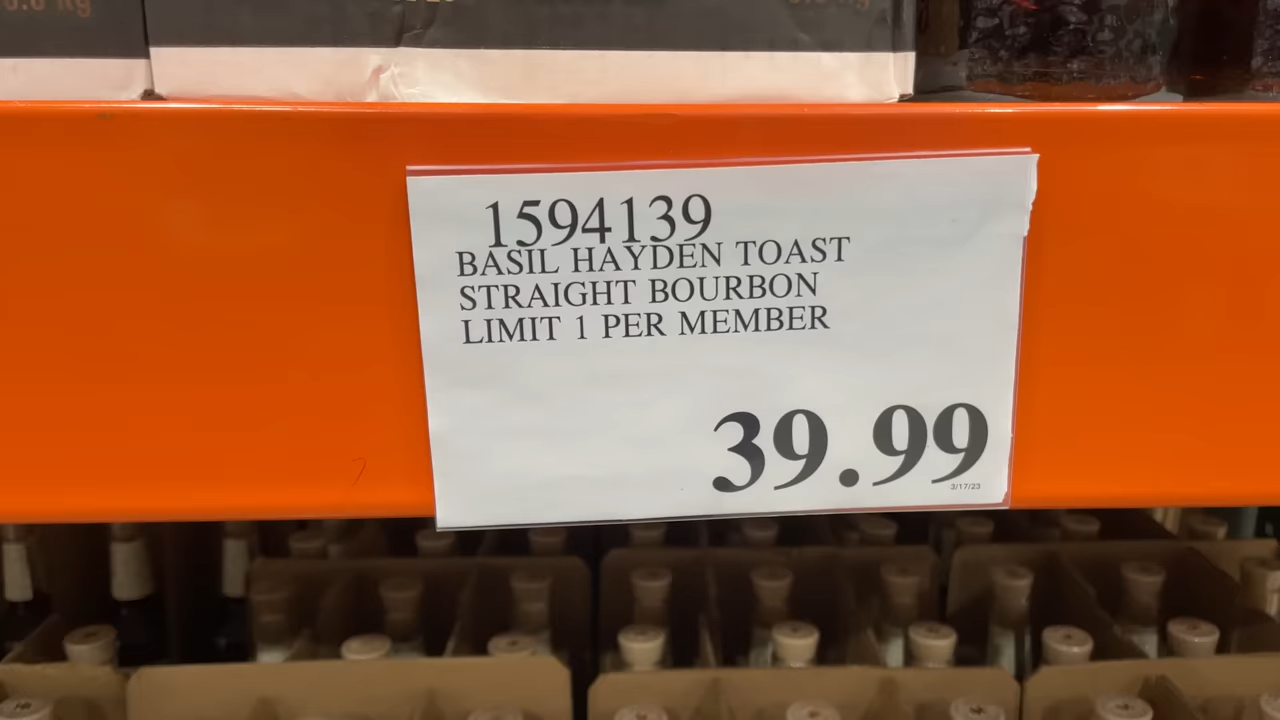 1594139
BASIL HAYDEN TOAST
STRAIGHT BOURBON
LIMIT 1 PER MEMBER
39.99
3/17/23